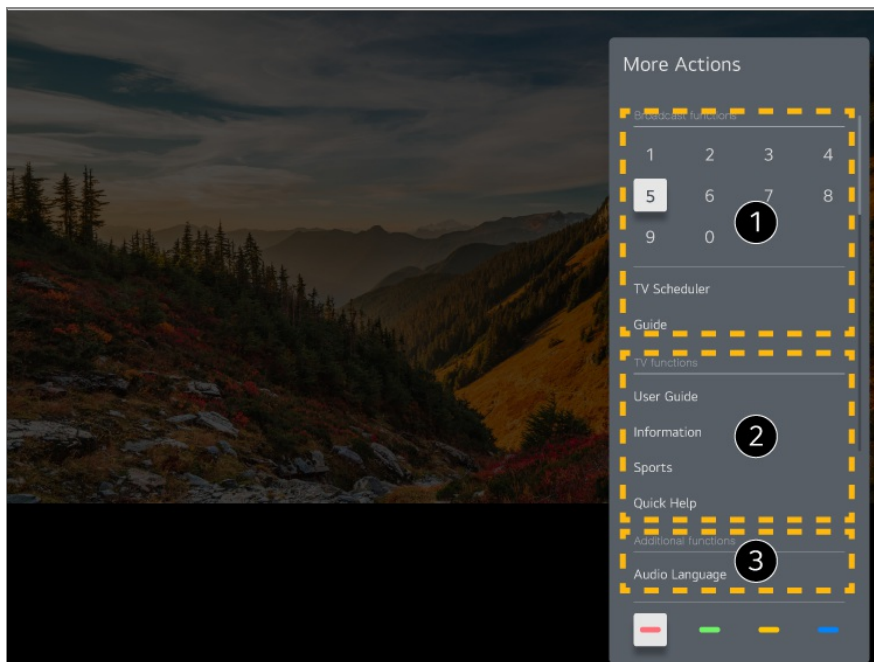 More Actions
Broadcast functions
1 2 3 4
5 6 7 8
1
9 0
TV Scheduler
Guide
TV functions
User Guide
Information
2
Sports
Quick Help
Additional functions
3
Audio Language